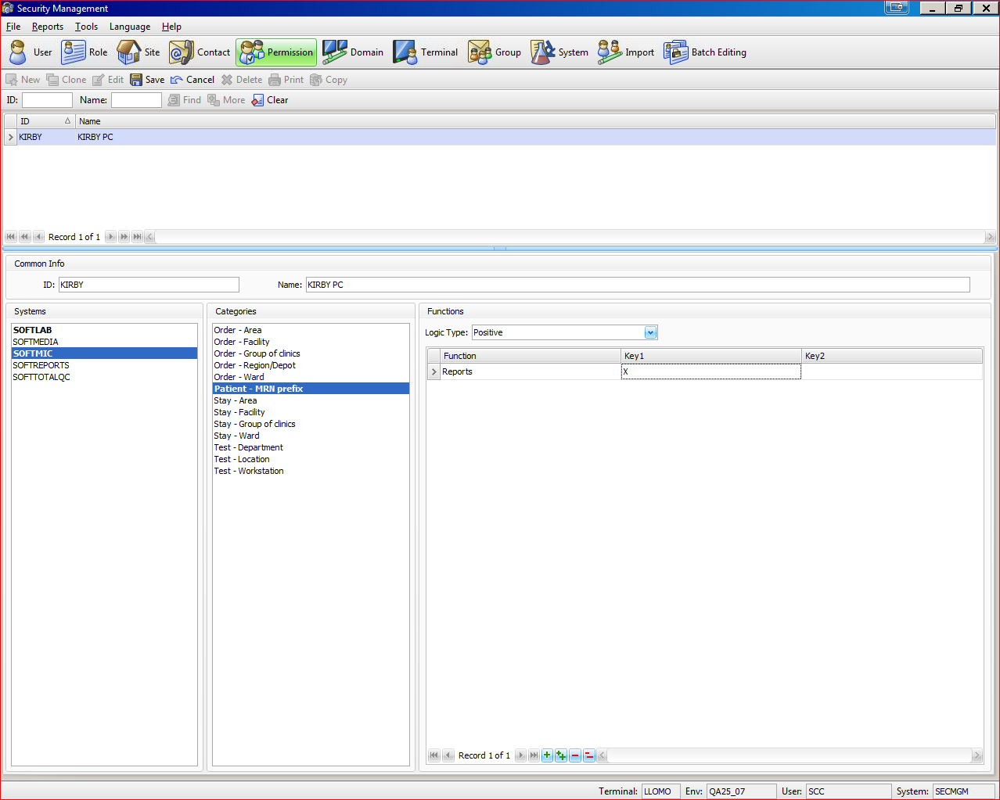 Security Management
File Reports Tools Language Help
User Role Site Contact Permission Domain Terminal Group System Import Batch Editing
New Clone Edit Save Cancel Delete Print Copy
ID: Name: Find More Clear
ID Name
KIRBY KIRBY PC
Record 1 of 1
Common Info
ID: KIRBY Name: KIRBY PC
Systems
SOFTLAB
SOFTMEDIA
SOFTMIC
SOFTREPORTS
SOFTTOTALQC
Categories
Order - Area
Order - Facility
Order - Group of clinics
Order - Region/Depot
Order - Ward
Patient - MRN prefix
Stay - Area
Stay - Facility
Stay - Group of clinics
Stay - Ward
Test - Department
Test - Location
Test - Workstation
Functions
Logic Type: Positive
Function Key1 Key2
Reports X
Record 1 of 1
Terminal: LLOMO Env: QA25_07 User: SCC System: SECMGM